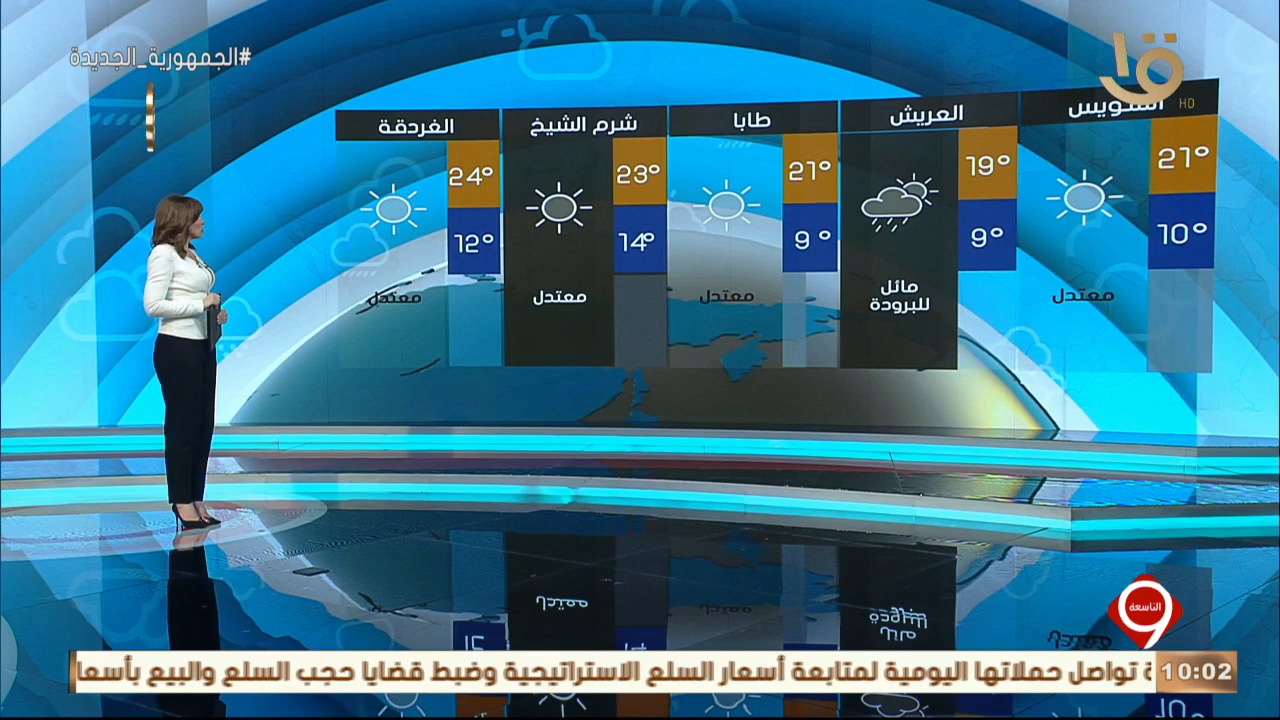 #الجمهورية_الجديدة
HD
السويس
العريش
طابا
شرم الشيخ
الغردقة
21°
19°
21°
23°
24°
10°
9°
9°
14°
12°
معتدل
مائل
للبرودة
معتدل
معتدل
معتدل
التاسعة
9
10:02
تواصل حملاتها اليومية لمتابعة أسعار السلع الاستراتيجية وضبط قضايا حجب السلع والبيع